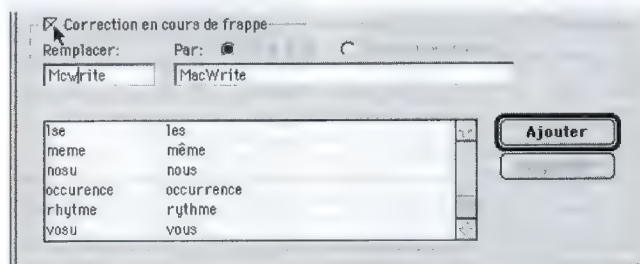 Correction en cours de frappe
Remplacer: Par:
Mcwrite MacWrite
lse les
meme même
nosu nous
occurence occurrence
rhytme rythme
vosu vous
Ajouter